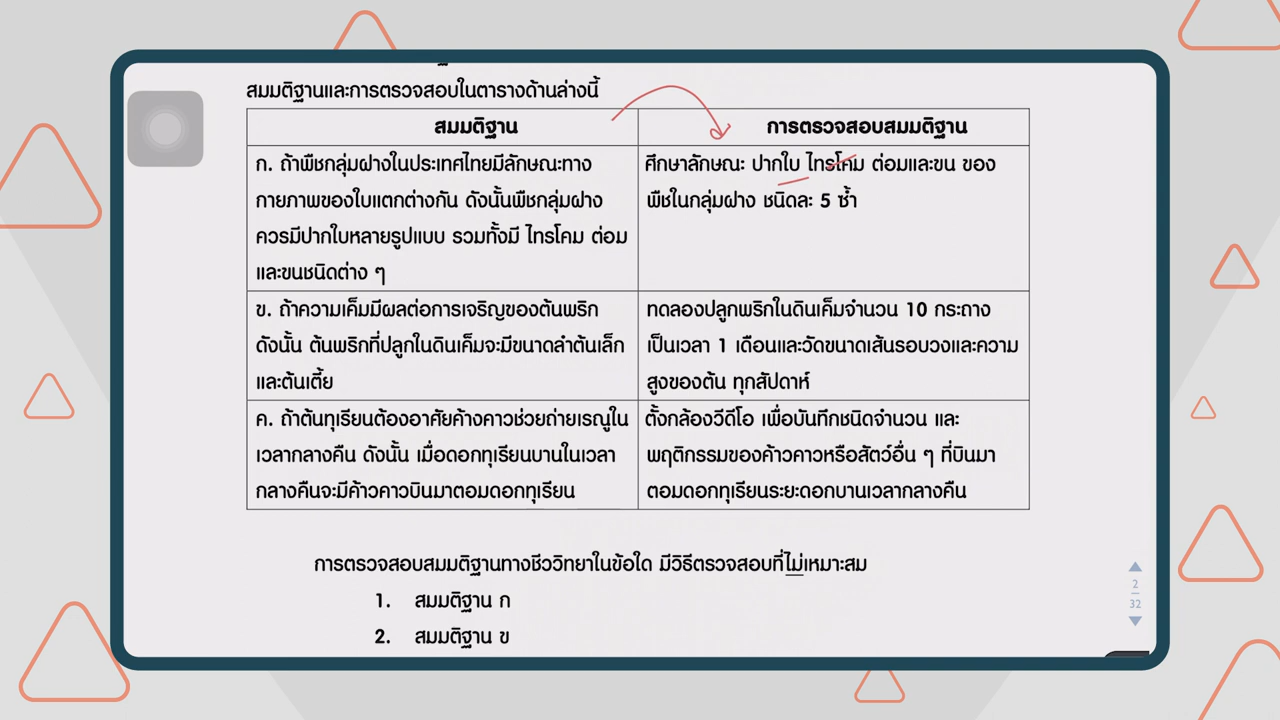 สมมติฐานและการตรวจสอบในตารางด้านล่างนี้
สมมติฐาน
การตรวจสอบสมมติฐาน
ก. ถ้าพืชกลุ่มฝางในประเทศไทยมีลักษณะทาง
กายภาพของใบแตกต่างกัน ดังนั้นพืชกลุ่มฝาง
ควรมีปากใบหลายรูปแบบ รวมทั้งมี ไทรโคม ต่อม
และขนชนิดต่าง ๆ
ศึกษาลักษณะ ปากใบ ไทรโคม ต่อมและขน ของ
พืชในกลุ่มฝาง ชนิดละ 5 ซ้ำ
ข. ถ้าความเค็มมีผลต่อการเจริญของต้นพริก
ดังนั้น ต้นพริกที่ปลูกในดินเค็มจะมีขนาดลำต้นเล็ก
และต้นเตี้ย
ทดลองปลูกพริกในดินเค็มจำนวน 10 กระถาง
เป็นเวลา 1 เดือนและวัดขนาดเส้นรอบวงและความ
สูงของต้น ทุกสัปดาห์
ค. ถ้าต้นทุเรียนต้องอาศัยค้างคาวช่วยถ่ายเรณูใน
เวลากลางคืน ดังนั้น เมื่อดอกทุเรียนบานในเวลา
กลางคืนจะมีค้าวคาวบินมาตอมดอกทุเรียน
ตั้งกล้องวีดีโอ เพื่อบันทึกชนิดจำนวน และ
พฤติกรรมของค้าวคาวหรือสัตว์อื่น ๆ ที่บินมา
ตอมดอกทุเรียนระยะดอกบานเวลากลางคืน
การตรวจสอบสมมติฐานทางชีววิทยาในข้อใด มีวิธีตรวจสอบที่ไม่เหมาะสม
1. สมมติฐาน ก
2. สมมติฐาน ข
2
32